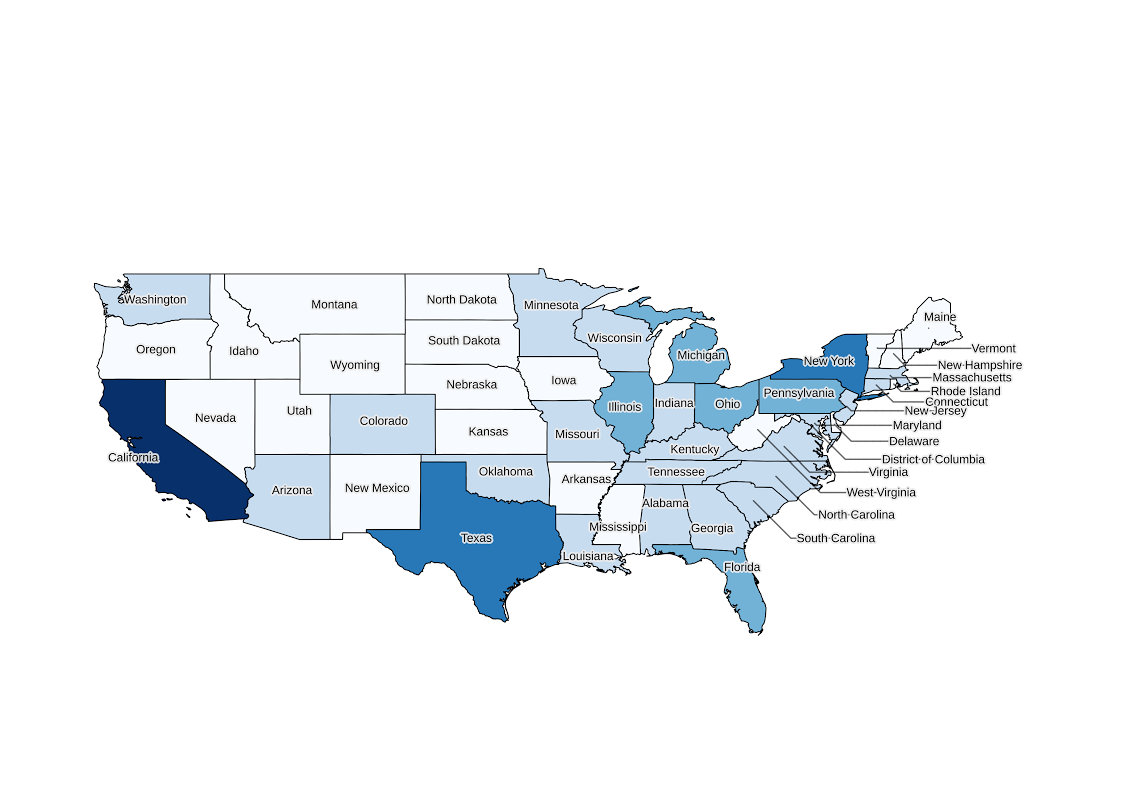 Washington
Montana
North Dakota
Minnesota
Maine
Oregon
Idaho
Wyoming
South Dakota
Wisconsin
Michigan
New York
Vermont
New Hampshire
Massachusetts
Rhode Island
Connecticut
New Jersey
Maryland
Delaware
District of Columbia
Virginia
West Virginia
North Carolina
South Carolina
Nebraska
Iowa
Illinois
Indiana
Ohio
Pennsylvania
Nevada
Utah
Colorado
Kansas
Missouri
Kentucky
California
Arizona
New Mexico
Oklahoma
Arkansas
Tennessee
Mississippi
Alabama
Georgia
Texas
Louisiana
Florida